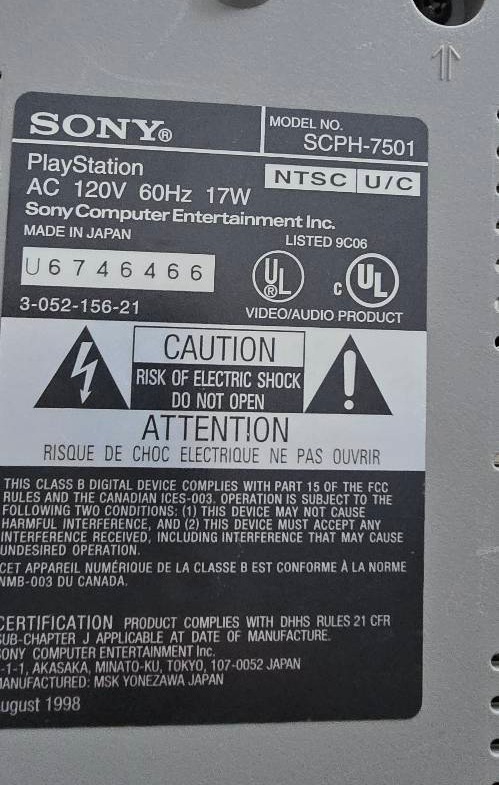 SONY®
MODEL NO.
SCPH-7501
PlayStation
NTSC U/C
AC 120V 60Hz 17W
Sony Computer Entertainment Inc.
MADE IN JAPAN
LISTED 9C06
U6746466
UL ®
C UL
3-052-156-21
VIDEO/AUDIO PRODUCT
CAUTION
RISK OF ELECTRIC SHOCK
DO NOT OPEN
ATTENTION
RISQUE DE CHOC ELECTRIQUE NE PAS OUVRIR
THIS CLASS B DIGITAL DEVICE COMPLIES WITH PART 15 OF THE FCC
RULES AND THE CANADIAN ICES-003. OPERATION IS SUBJECT TO THE
FOLLOWING TWO CONDITIONS: (1) THIS DEVICE MAY NOT CAUSE
HARMFUL INTERFERENCE, AND (2) THIS DEVICE MUST ACCEPT ANY
INTERFERENCE RECEIVED, INCLUDING INTERFERENCE THAT MAY CAUSE
UNDESIRED OPERATION.
CET APPAREIL NUMÉRIQUE DE LA CLASSE B EST CONFORME À LA NORME
NMB-003 DU CANADA.
CERTIFICATION PRODUCT COMPLIES WITH DHHS RULES 21 CFR
SUB-CHAPTER J APPLICABLE AT DATE OF MANUFACTURE.
SONY COMPUTER ENTERTAINMENT Inc.
-1-1, AKASAKA, MINATO-KU, TOKYO, 107-0052 JAPAN
MANUFACTURED: MSK YONEZAWA JAPAN
ugust 1998